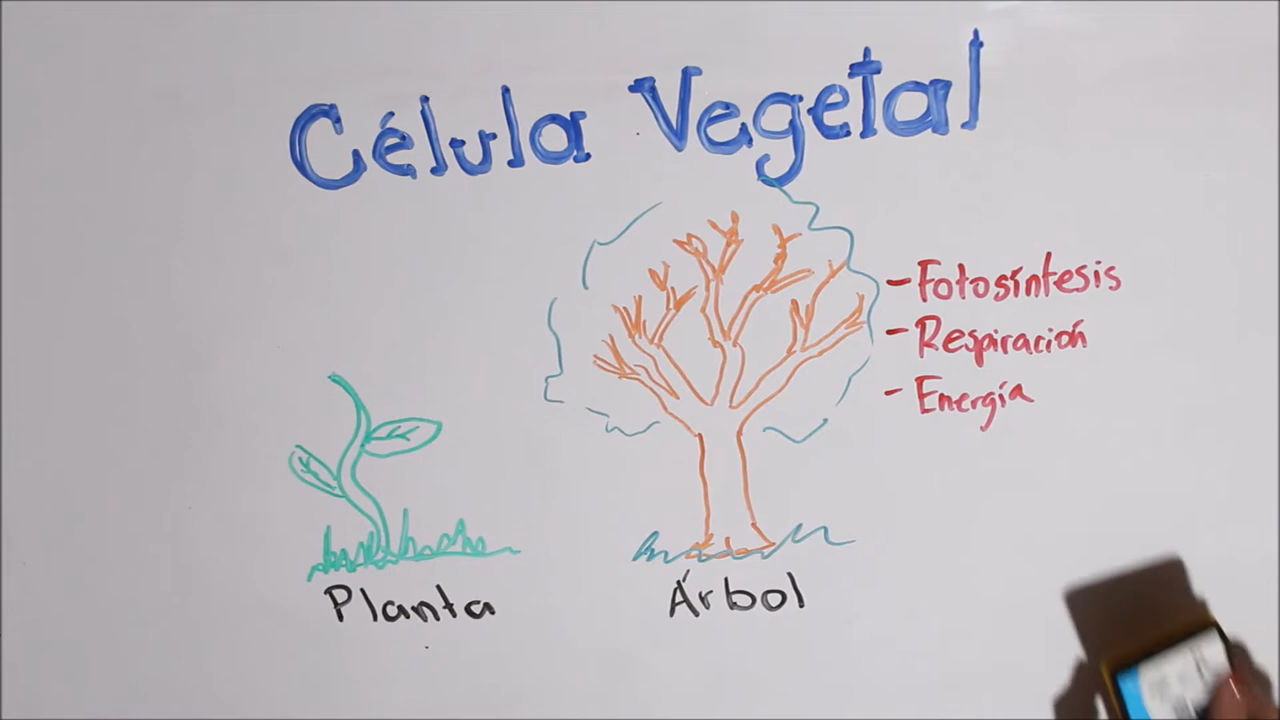 Célula Vegetal
- Fotosíntesis
- Respiración
- Energía
Planta
Árbol